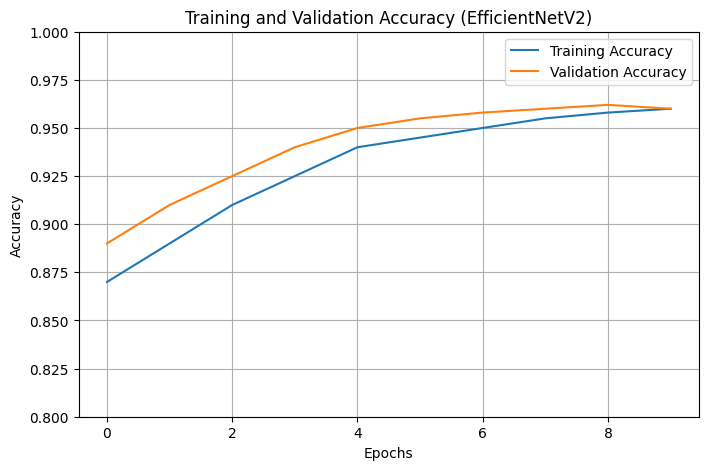 Training and Validation Accuracy (EfficientNetV2)
1.000
0.975
0.950
0.925
0.900
0.875
0.850
0.825
0.800
Accuracy
Training Accuracy
Validation Accuracy
0 2 4 6 8
Epochs